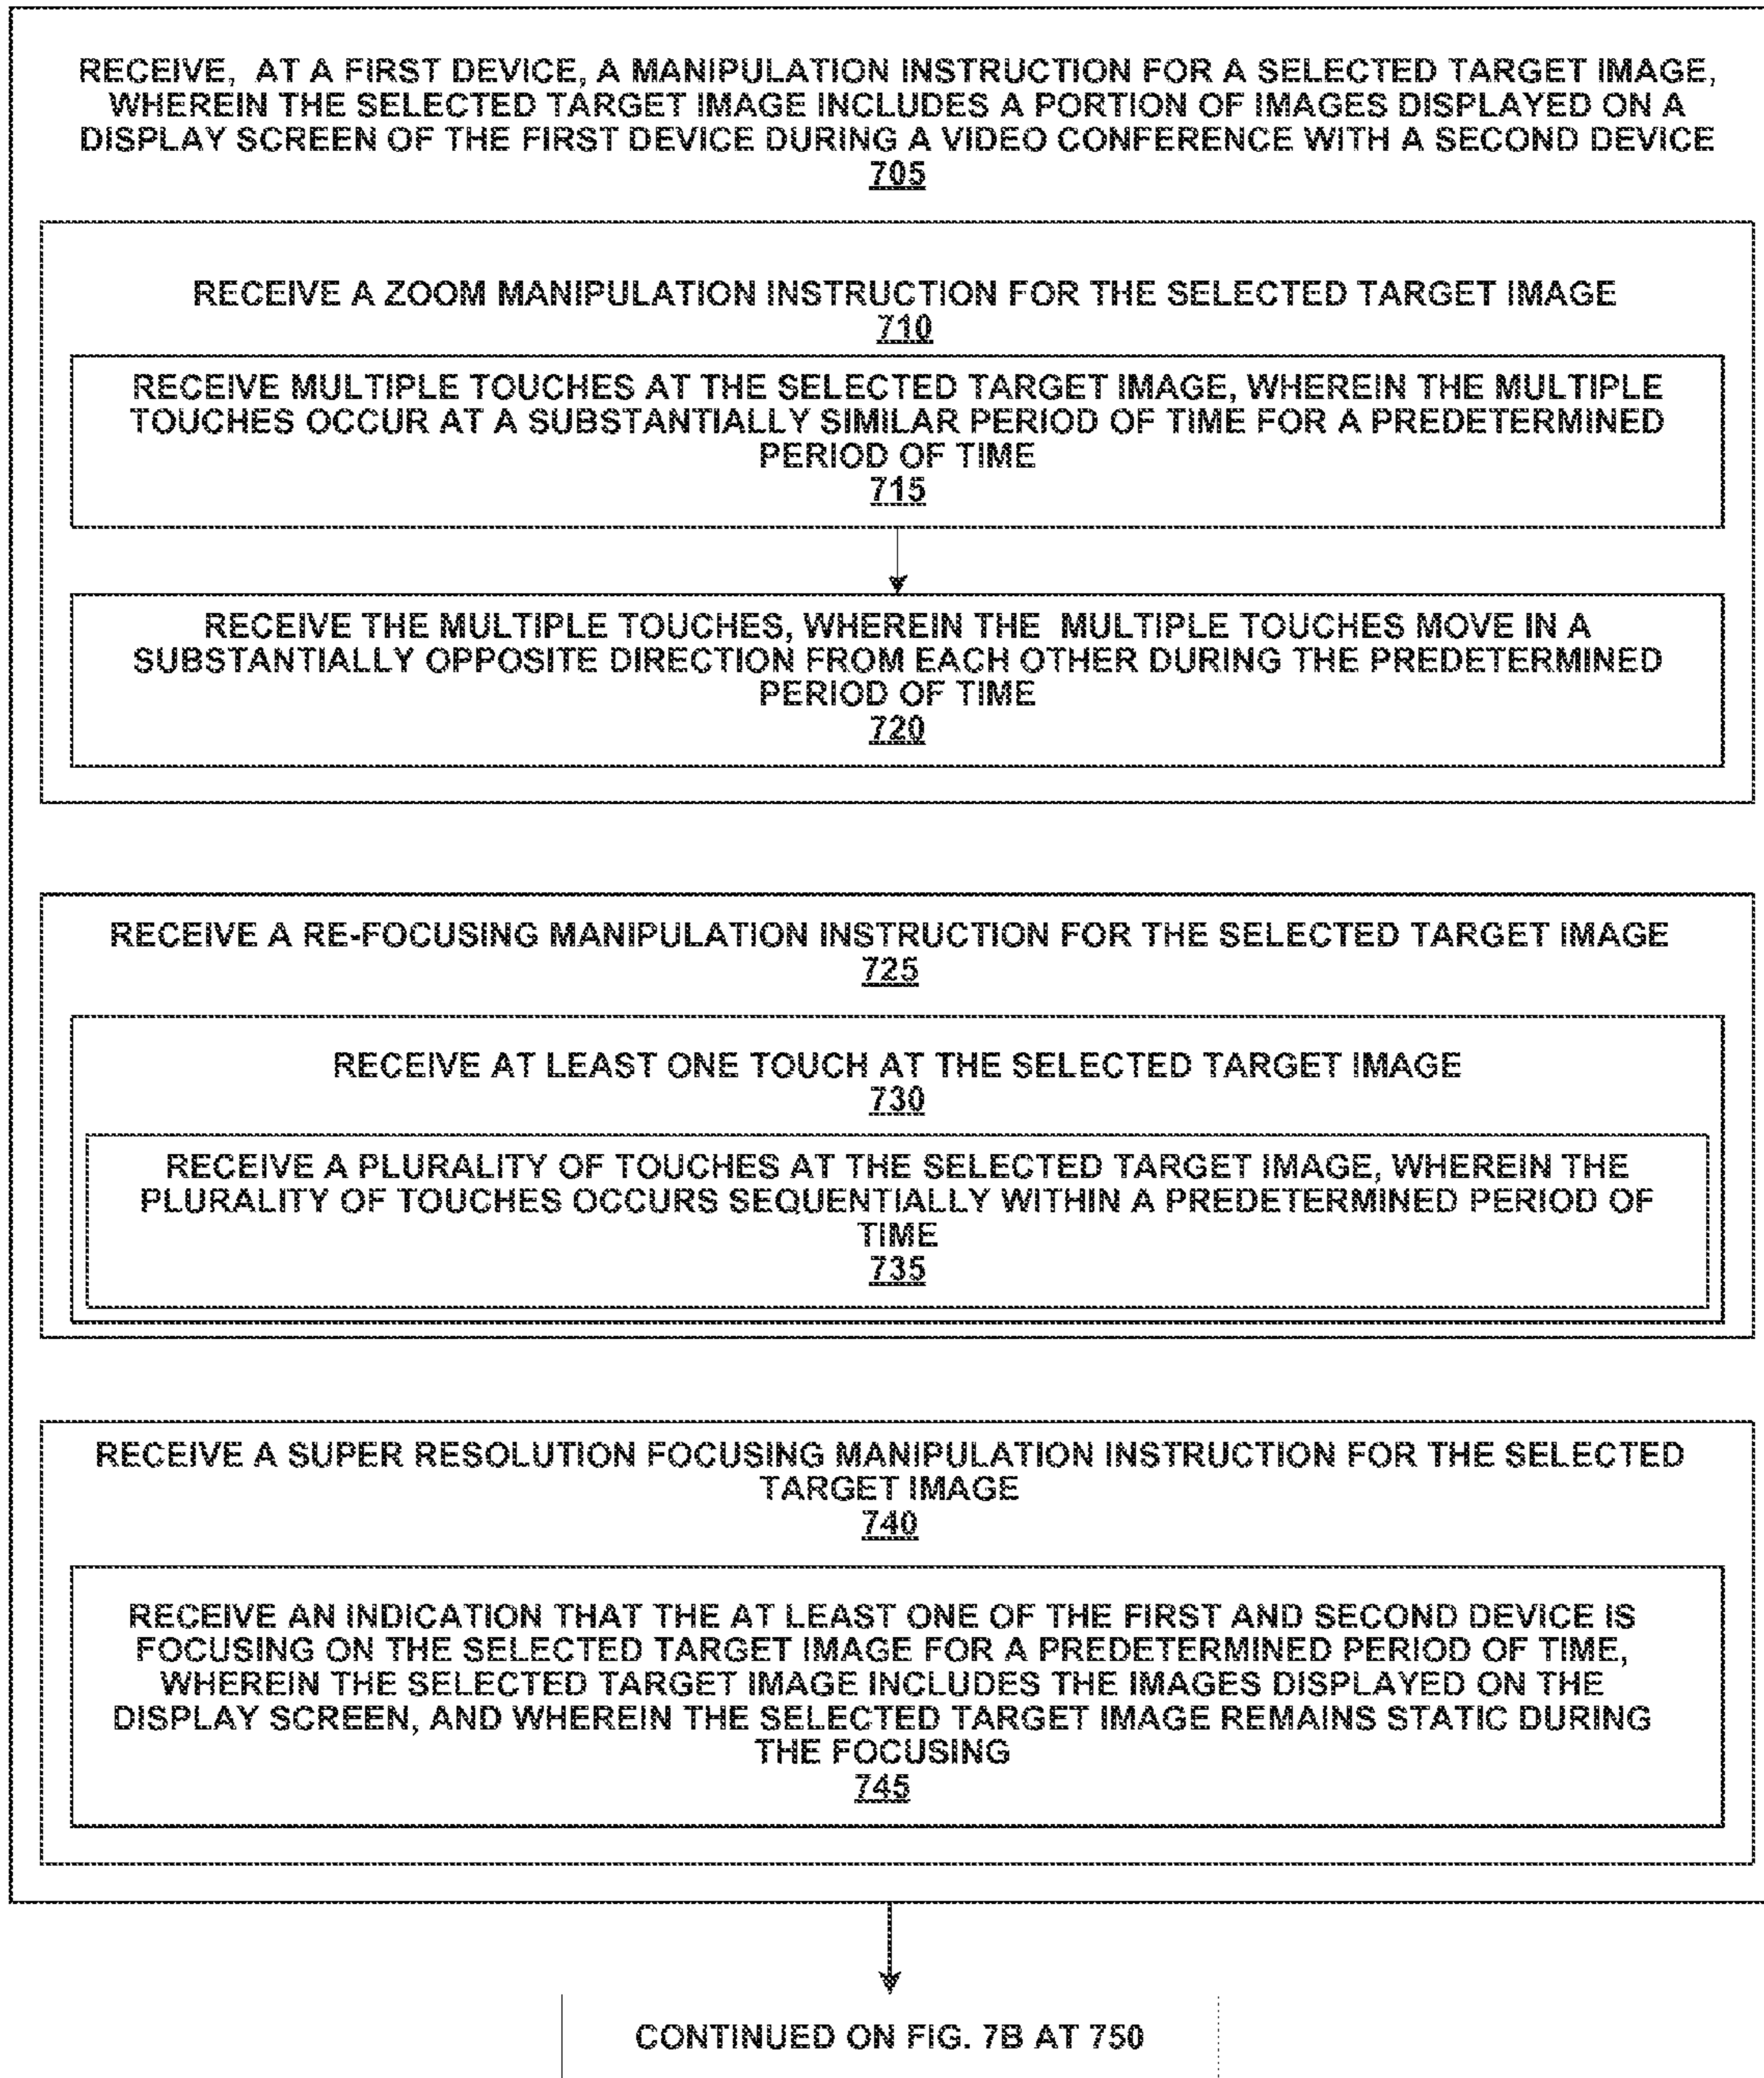 RECEIVE, AT A FIRST DEVICE, A MANIPULATION INSTRUCTION FOR A SELECTED TARGET IMAGE,
WHEREIN THE SELECTED TARGET IMAGE INCLUDES A PORTION OF IMAGES DISPLAYED ON A
DISPLAY SCREEN OF THE FIRST DEVICE DURING A VIDEO CONFERENCE WITH A SECOND DEVICE
705
RECEIVE A ZOOM MANIPULATION INSTRUCTION FOR THE SELECTED TARGET IMAGE
710
RECEIVE MULTIPLE TOUCHES AT THE SELECTED TARGET IMAGE, WHEREIN THE MULTIPLE
TOUCHES OCCUR AT A SUBSTANTIALLY SIMILAR PERIOD OF TIME FOR A PREDETERMINED
PERIOD OF TIME
715
RECEIVE THE MULTIPLE TOUCHES, WHEREIN THE MULTIPLE TOUCHES MOVE IN A
SUBSTANTIALLY OPPOSITE DIRECTION FROM EACH OTHER DURING THE PREDETERMINED
PERIOD OF TIME
720
RECEIVE A RE-FOCUSING MANIPULATION INSTRUCTION FOR THE SELECTED TARGET IMAGE
725
RECEIVE AT LEAST ONE TOUCH AT THE SELECTED TARGET IMAGE
730
RECEIVE A PLURALITY OF TOUCHES AT THE SELECTED TARGET IMAGE, WHEREIN THE
PLURALITY OF TOUCHES OCCURS SEQUENTIALLY WITHIN A PREDETERMINED PERIOD OF
TIME
735
RECEIVE A SUPER RESOLUTION FOCUSING MANIPULATION INSTRUCTION FOR THE SELECTED
TARGET IMAGE
740
RECEIVE AN INDICATION THAT THE AT LEAST ONE OF THE FIRST AND SECOND DEVICE IS
FOCUSING ON THE SELECTED TARGET IMAGE FOR A PREDETERMINED PERIOD OF TIME,
WHEREIN THE SELECTED TARGET IMAGE INCLUDES THE IMAGES DISPLAYED ON THE
DISPLAY SCREEN, AND WHEREIN THE SELECTED TARGET IMAGE REMAINS STATIC DURING
THE FOCUSING
745
CONTINUED ON FIG. 7B AT 750